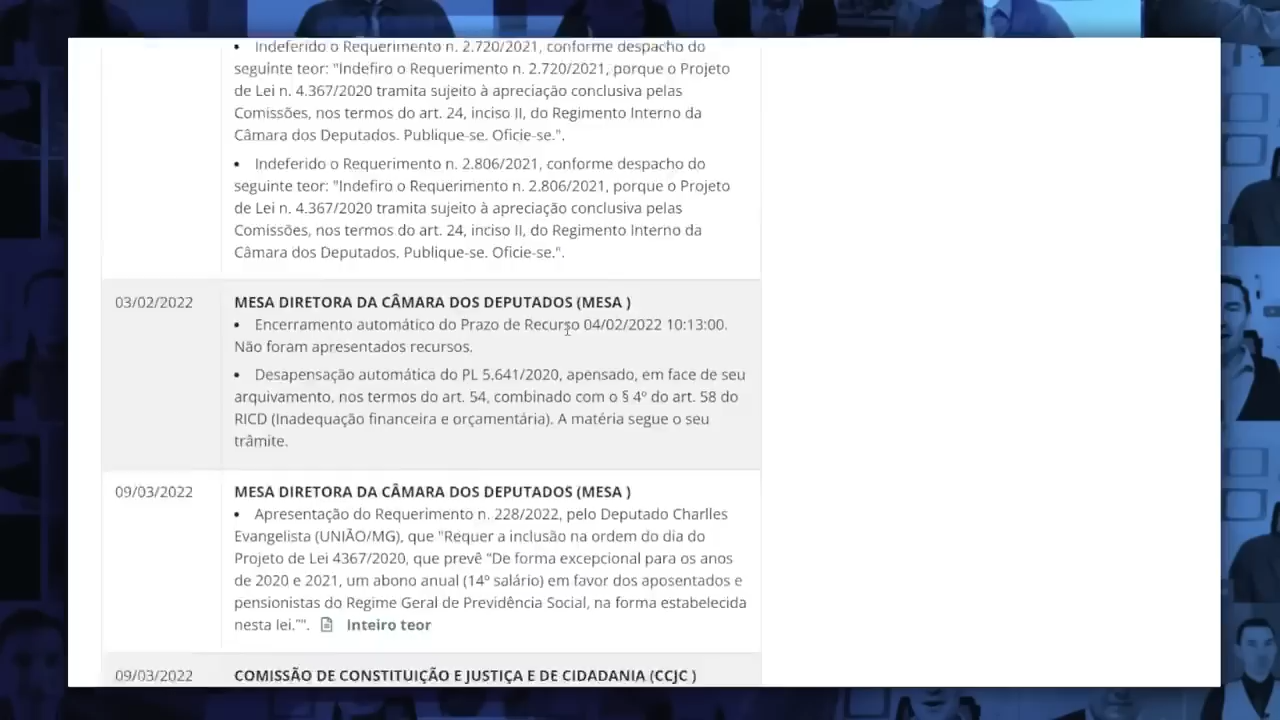 • Indeferido o Requerimento n. 2.720/2021, conforme despacho do
seguinte teor: "Indefiro o Requerimento n. 2.720/2021, porque o Projeto
de Lei n. 4.367/2020 tramita sujeito à apreciação conclusiva pelas
Comissões, nos termos do art. 24, inciso II, do Regimento Interno da
Câmara dos Deputados. Publique-se. Oficie-se.".
• Indeferido o Requerimento n. 2.806/2021, conforme despacho do
seguinte teor: "Indefiro o Requerimento n. 2.806/2021, porque o Projeto
de Lei n. 4.367/2020 tramita sujeito à apreciação conclusiva pelas
Comissões, nos termos do art. 24, inciso II, do Regimento Interno da
Câmara dos Deputados. Publique-se. Oficie-se.".
03/02/2022 MESA DIRETORA DA CÂMARA DOS DEPUTADOS (MESA )
• Encerramento automático do Prazo de Recurso 04/02/2022 10:13:00.
Não foram apresentados recursos.
• Desapensação automática do PL 5.641/2020, apensado, em face de seu
arquivamento, nos termos do art. 54, combinado com o § 4º do art. 58 do
RICD (Inadequação financeira e orçamentária). A matéria segue o seu
trâmite.
09/03/2022 MESA DIRETORA DA CÂMARA DOS DEPUTADOS (MESA )
• Apresentação do Requerimento n. 228/2022, pelo Deputado Charlles
Evangelista (UNIÃO/MG), que "Requer a inclusão na ordem do dia do
Projeto de Lei 4367/2020, que prevê "De forma excepcional para os anos
de 2020 e 2021, um abono anual (14º salário) em favor dos aposentados e
pensionistas do Regime Geral de Previdência Social, na forma estabelecida
nesta lei."". Inteiro teor
09/03/2022 COMISSÃO DE CONSTITUIÇÃO E JUSTIÇA E DE CIDADANIA (CCJC )